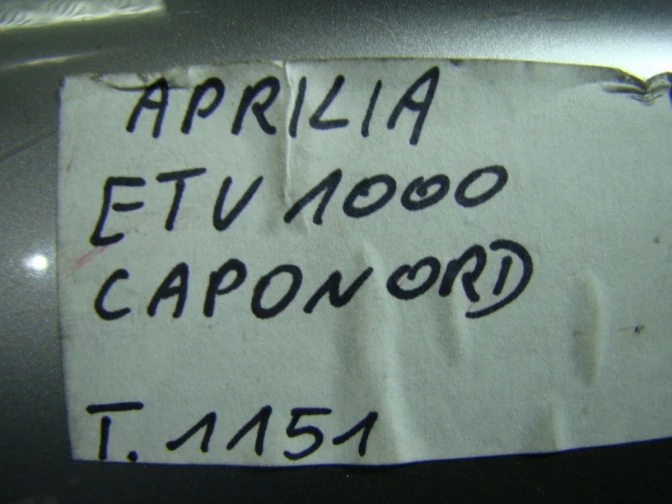 APRILIA
ETV 1000
CAPONORD
T. 1151